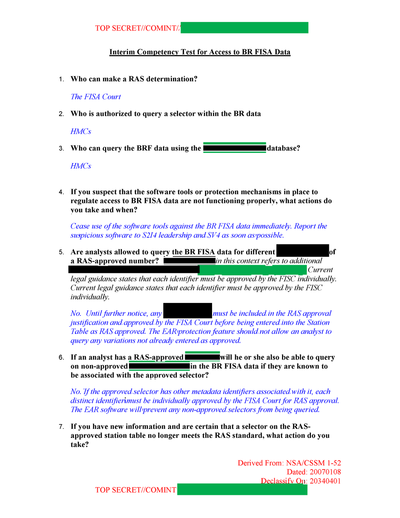 TOP SECRET//COMINT//
Interim Competency Test for Access to BR FISA Data
1. Who can make a RAS determination?
The FISA Court
2. Who is authorized to query a selector within the BR data
HMCs
3. Who can query the BRF data using the database?
HMCs
4. If you suspect that the software tools or protection mechanisms in place to
regulate access to BR FISA data are not functioning properly, what actions do
you take and when?
Cease use of the software tools against the BR FISA data immediately. Report the
suspicious software to S2I4 leadership and SV4 as soon as possible.
5. Are analysts allowed to query the BR FISA data for different of
a RAS-approved number? in this context refers to additional
Current
legal guidance states that each identifier must be approved by the FISC individually.
Current legal guidance states that each identifier must be approved by the FISC
individually.
No. Until further notice, any must be included in the RAS approval
justification and approved by the FISA Court before being entered into the Station
Table as RAS approved. The EAR protection feature should not allow an analyst to
query any variations not already entered as approved.
6. If an analyst has a RAS-approved will he or she also be able to query
on non-approved in the BR FISA data if they are known to
be associated with the approved selector?
No. If the approved selector has other metadata identifiers associated with it, each
distinct identifier must be individually approved by the FISA Court for RAS approval.
The EAR software will prevent any non-approved selectors from being queried.
7. If you have new information and are certain that a selector on the RAS-
approved station table no longer meets the RAS standard, what action do you
take?
Derived From: NSA/CSSM 1-52
Dated: 20070108
Declassify On: 20340401
TOP SECRET//COMINT